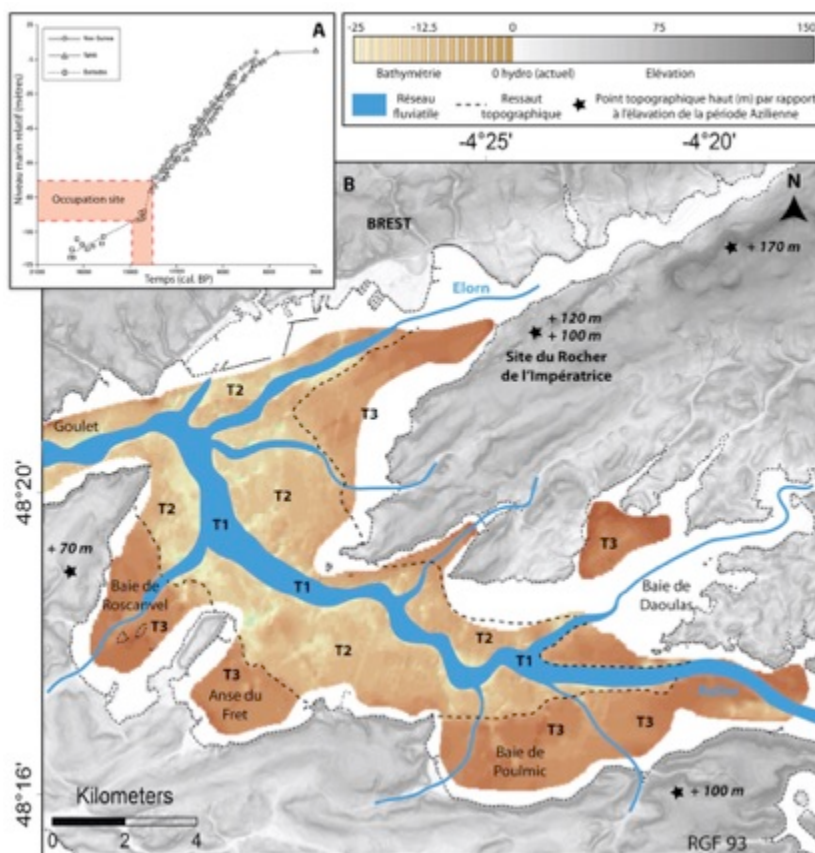 A
Tahiti
Barbades
Niveau marin relatif (mètres)
Occupation site
Temps (cal. BP)
-25
-12.5
0
75
150
Bathymétrie
0 hydro (actuel)
Elévation
Réseau
fluviatile
Ressaut
topographique
Point topographique haut (m) par rapport
à l'élavation de la période Azilienne
-4°25'
-4°20'
B
N
BREST
+ 170 m
Elorn
+ 120 m
+ 100 m
Site du Rocher
de l'Impératrice
T2
T3
Goulet
48°20'
T2
T2
T1
T3
+ 70 m
Baie de
Roscanvel
T1
Baie de
Daoulas
T3
T2
T2
T1
T3
Anse du
Fret
T3
T3
Baie de
Poulmic
48°16'
Kilometers
0
2
4
+ 100 m
RGF 93